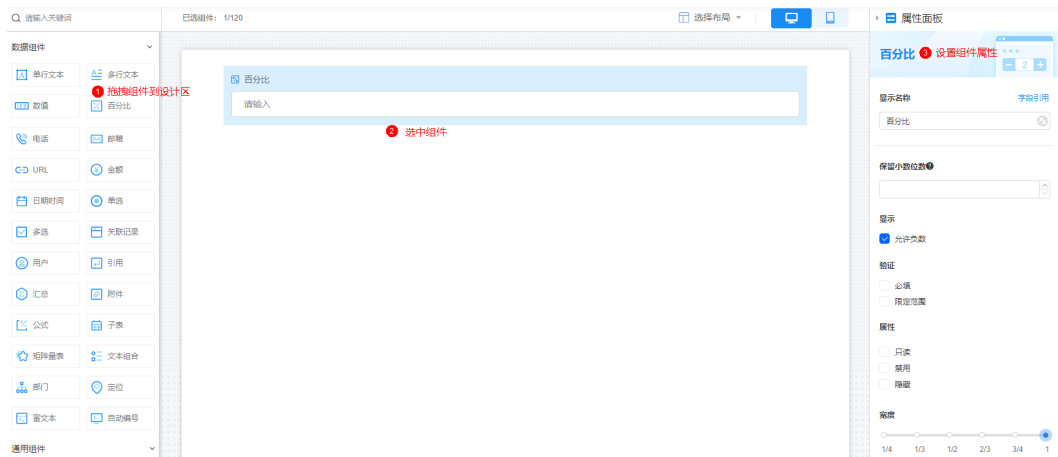 请输入关键词
已选组件： 1/120
选择布局
属性面板
数据组件
单行文本
多行文本
1 拖拽组件到设计区
数值
百分比
电话
邮箱
URL
金额
日期时间
单选
多选
关联记录
用户
引用
汇总
附件
公式
子表
矩阵量表
文本组合
部门
定位
富文本
自动编号
通用组件
百分比
请输入
2 选中组件
百分比
3 设置组件属性
2
显示名称
字段引用
百分比
保留小数位数
显示
允许负数
验证
必填
限定范围
属性
只读
禁用
隐藏
宽度
1/4 1/3 1/2 2/3 3/4 1